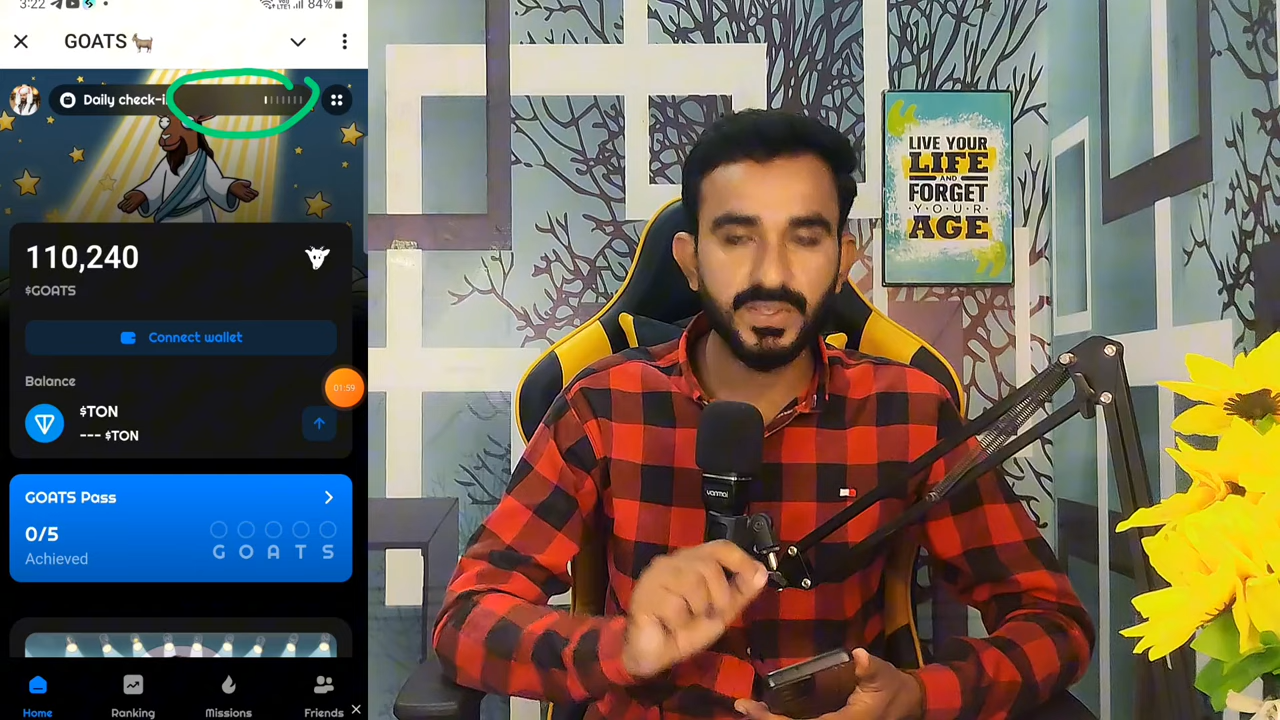 3:22
84%
GOATS
Daily check-i
110,240
$GOATS
Connect wallet
Balance
01:59
$TON
--- $TON
GOATS Pass
0/5
Achieved
G O A T S
Home
Ranking
Missions
Friends
LIVE YOUR
LIFE
AND
FORGET
YOUR
AGE